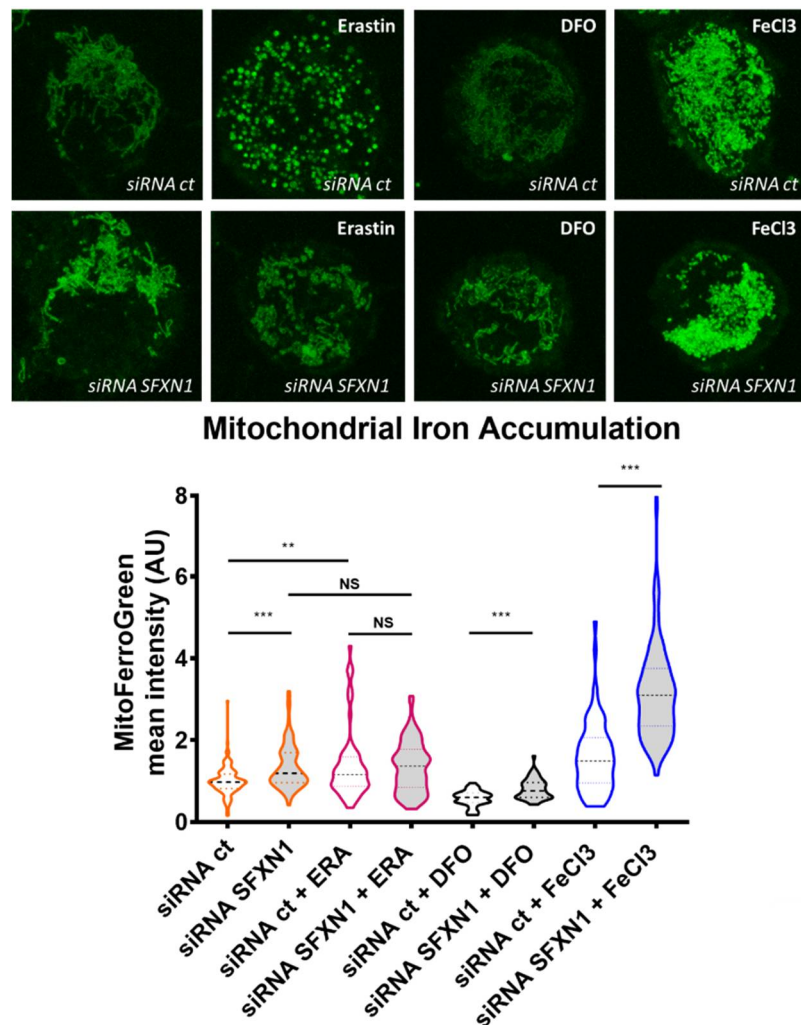 Erastin
DFO
FeCl3
siRNA ct
siRNA ct
siRNA ct
siRNA ct
Erastin
DFO
FeCl3
siRNA SFXN1
siRNA SFXN1
siRNA SFXN1
siRNA SFXN1
Mitochondrial Iron Accumulation
MitoFerroGreen
mean intensity (AU)
8
6
4
2
0
***
**
NS
***
NS
***
siRNA ct
siRNA SFXN1
siRNA ct + ERA
siRNA SFXN1 + ERA
siRNA ct + DFO
siRNA SFXN1 + DFO
siRNA ct + FeCl3
siRNA SFXN1 + FeCl3